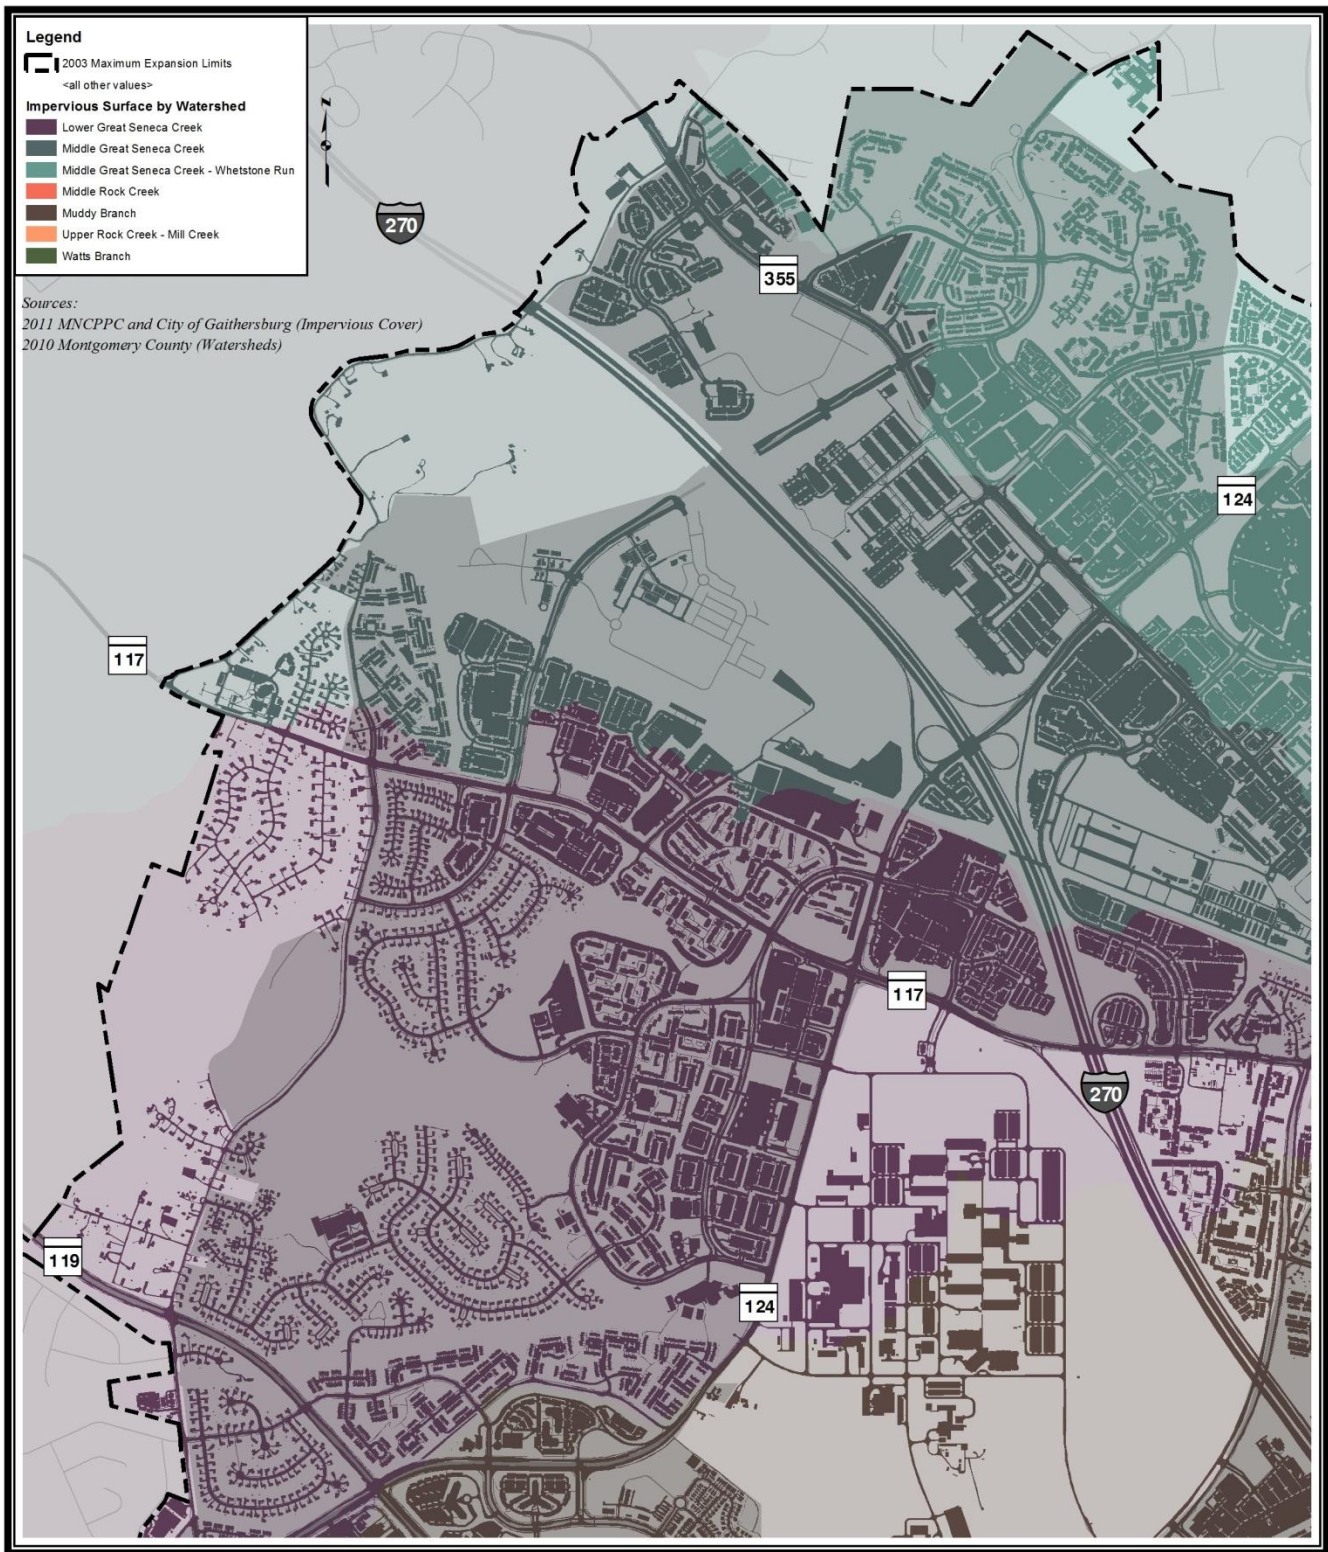 Legend
2003 Maximum Expansion Limits
<all other values>
Impervious Surface by Watershed
Lower Great Seneca Creek
Middle Great Seneca Creek
Middle Great Seneca Creek - Whetstone Run
Middle Rock Creek
Muddy Branch
Upper Rock Creek - Mill Creek
Watts Branch
Sources:
2011 MNCPPC and City of Gaithersburg (Impervious Cover)
2010 Montgomery County (Watersheds)
270
355
124
117
117
270
119
124